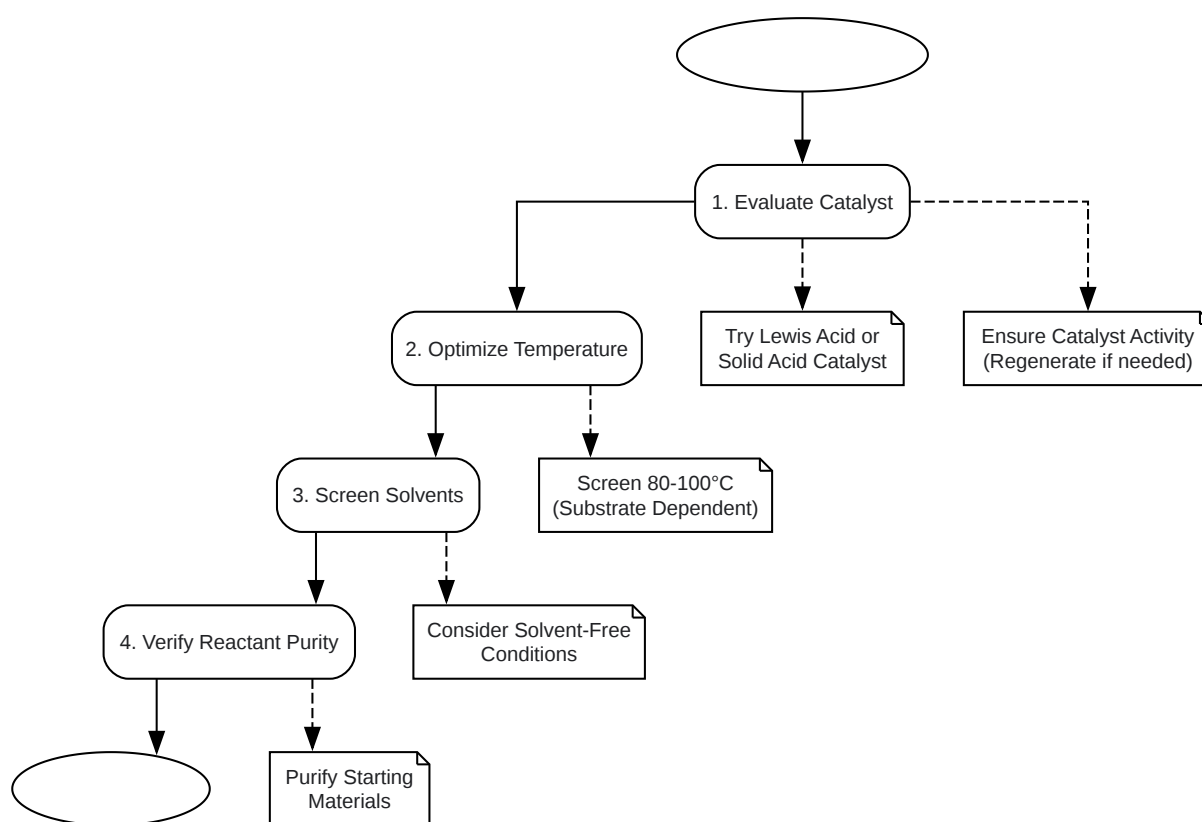 1. Evaluate Catalyst
2. Optimize Temperature
Try Lewis Acid or
Solid Acid Catalyst
Ensure Catalyst Activity
(Regenerate if needed)
3. Screen Solvents
Screen 80-100°C
(Substrate Dependent)
4. Verify Reactant Purity
Consider Solvent-Free
Conditions
Purify Starting
Materials